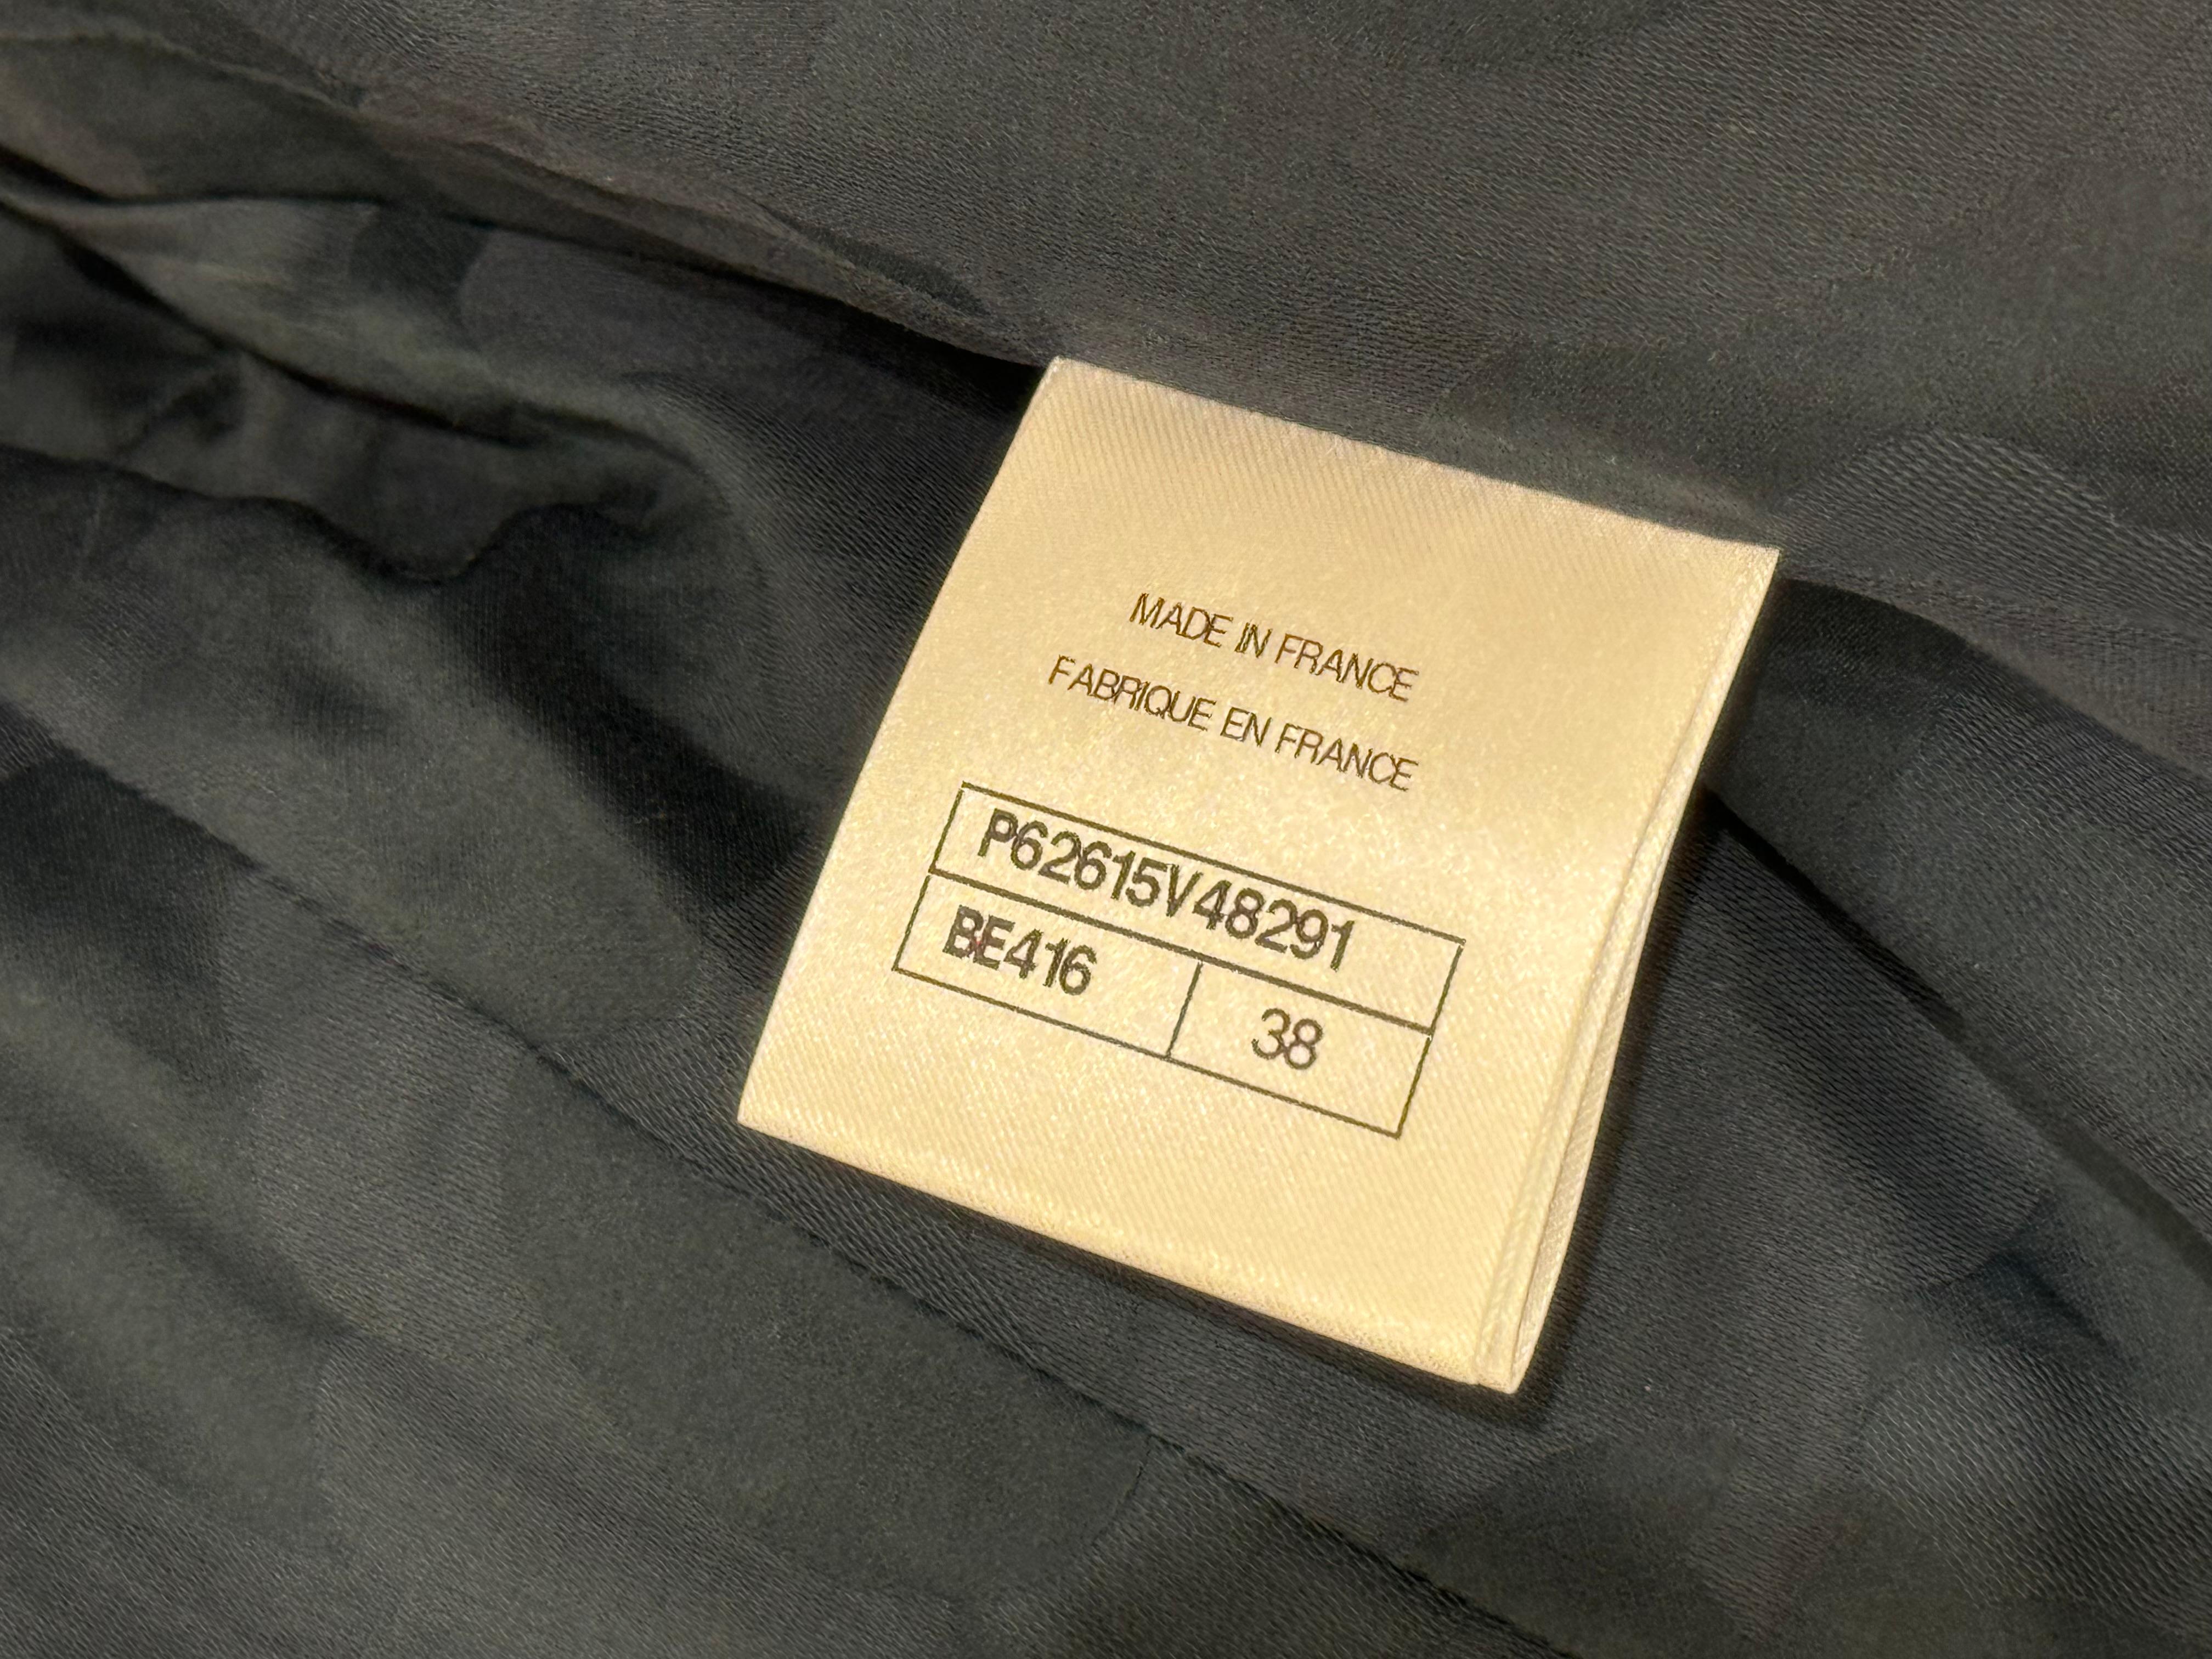 MADE IN FRANCE
FABRIQUE EN FRANCE
P62615V48291
BE416 38